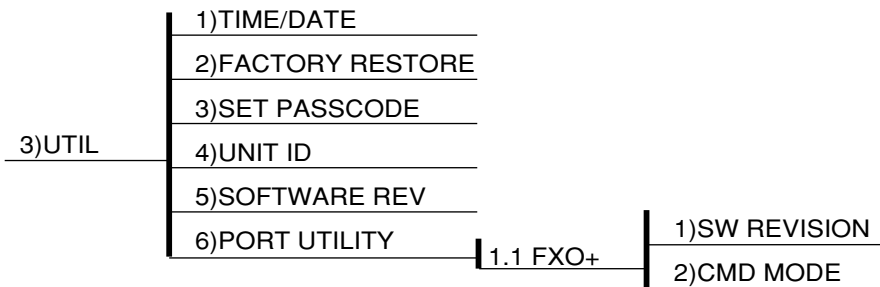 1)TIME/DATE
2)FACTORY RESTORE
3)SET PASSCODE
3)UTIL
4)UNIT ID
5)SOFTWARE REV
6)PORT UTILITY
1.1 FXO+
1)SW REVISION
2)CMD MODE